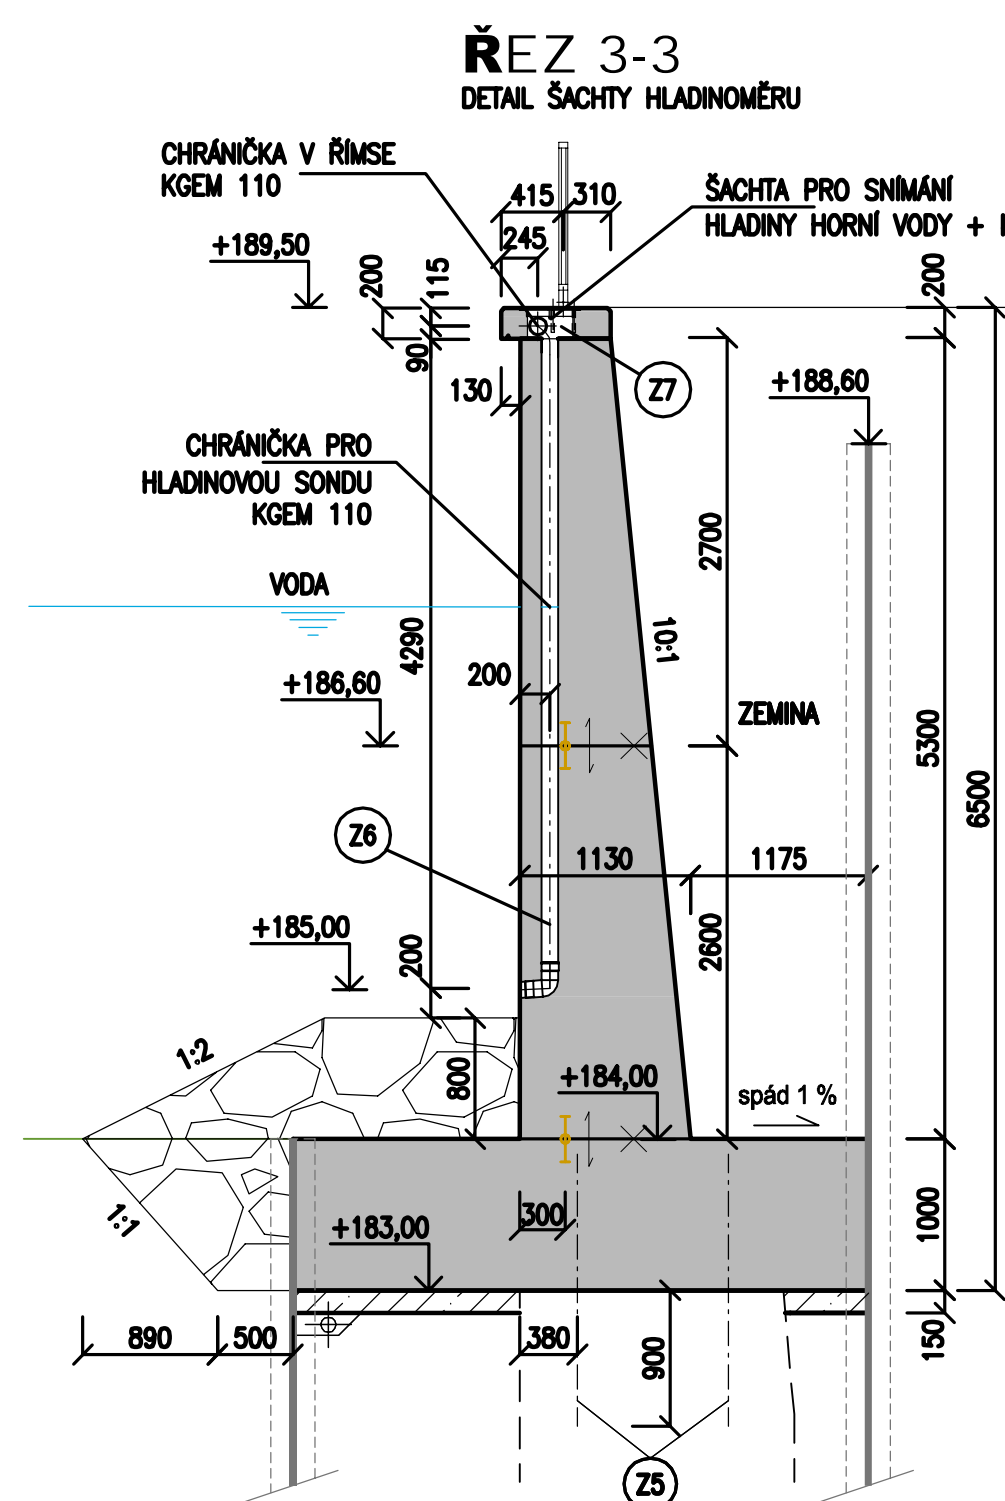 ŘEZ 3-3
DETAIL ŠACHTY HLADINOMĚRU
CHRÁNIČKA V ŘÍMSE
KGEM 110
415
310
ŠACHTA PRO SNÍMÁNÍ
HLADINY HORNÍ VODY +
245
+189,50
200
115
200
90
130
Z7
+188,60
CHRÁNIČKA PRO
HLADINOVOU SONDU
KGEM 110
2700
VODA
4290
10:1
200
+186,60
ZEMINA
5300
6500
Z6
1130
1175
+185,00
200
2600
1:2
800
+184,00
spád 1 %
1:1
300
+183,00
1000
890
500
380
900
150
Z5